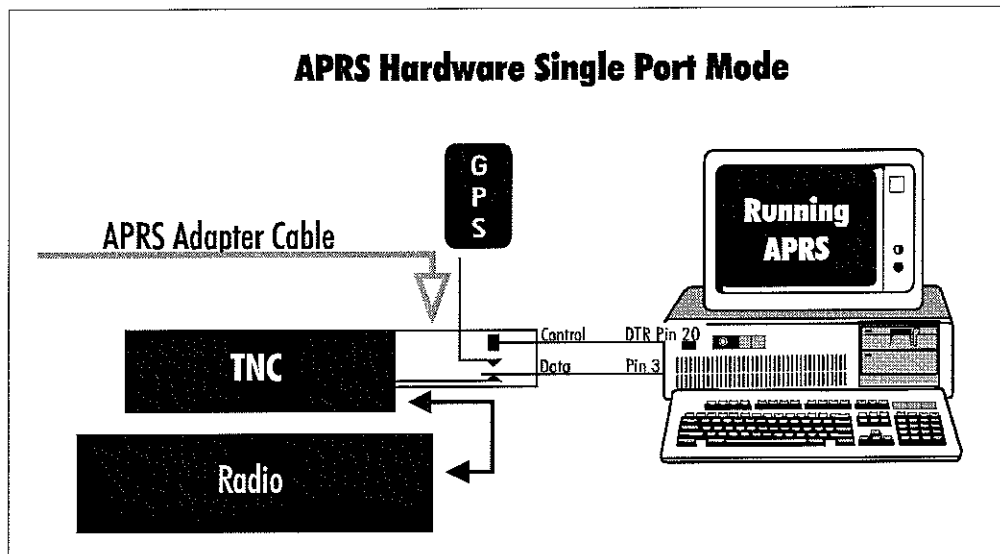 APRS Hardware Single Port Mode
GPS
Running
APRS
APRS Adapter Cable
TNC
Control
DTR Pin 20
Data
Pin 3
Radio